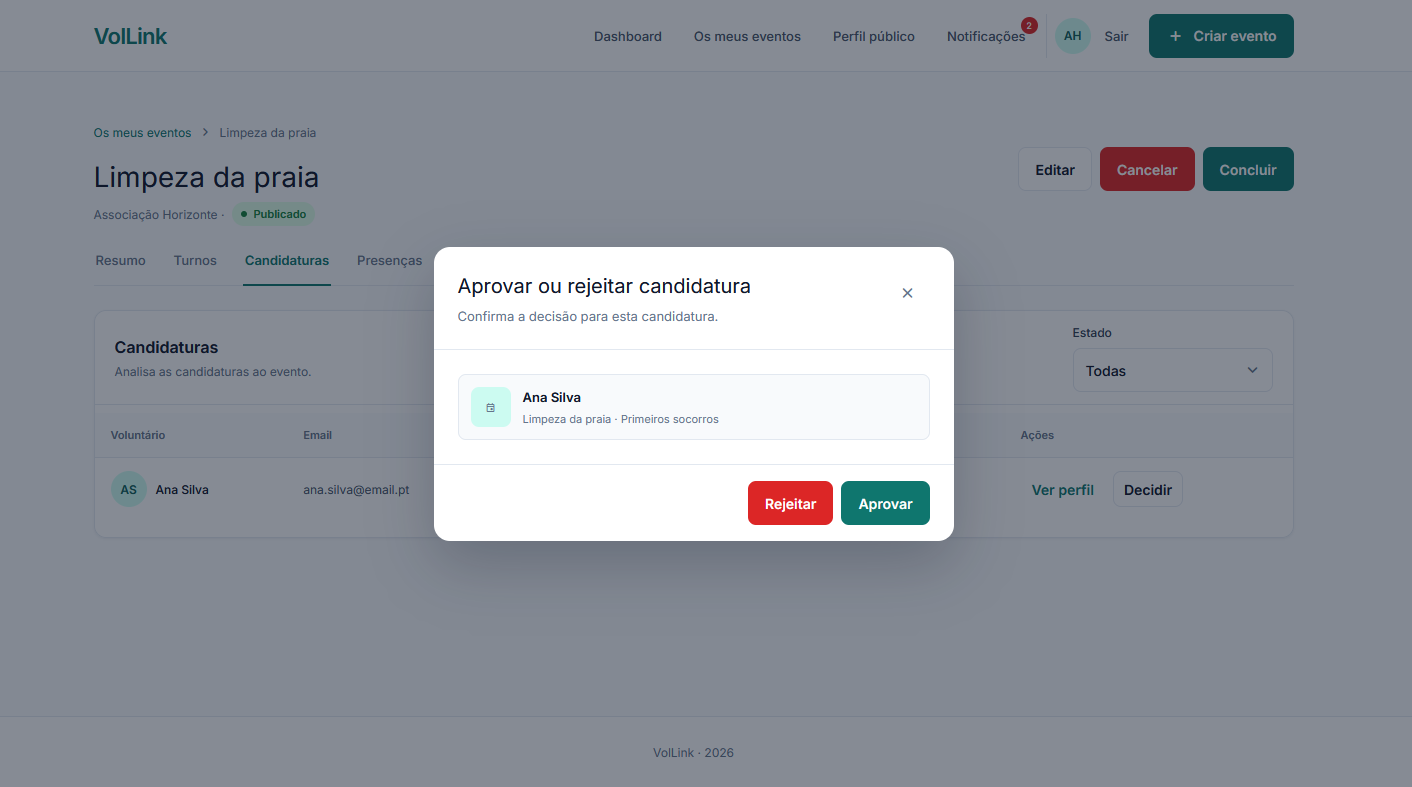 VolLink
Dashboard
Os meus eventos
Perfil público
Notificações
2
AH
Sair
+ Criar evento
Os meus eventos > Limpeza da praia
Limpeza da praia
Associação Horizonte ·
Publicado
Editar
Cancelar
Concluir
Resumo
Turnos
Candidaturas
Presenças
Candidaturas
Analisa as candidaturas ao evento.
Estado
Todas
Voluntário
Email
Ações
AS
Ana Silva
ana.silva@email.pt
Ver perfil
Decidir
Aprovar ou rejeitar candidatura
Confirma a decisão para esta candidatura.
Ana Silva
Limpeza da praia · Primeiros socorros
Rejeitar
Aprovar
VolLink · 2026